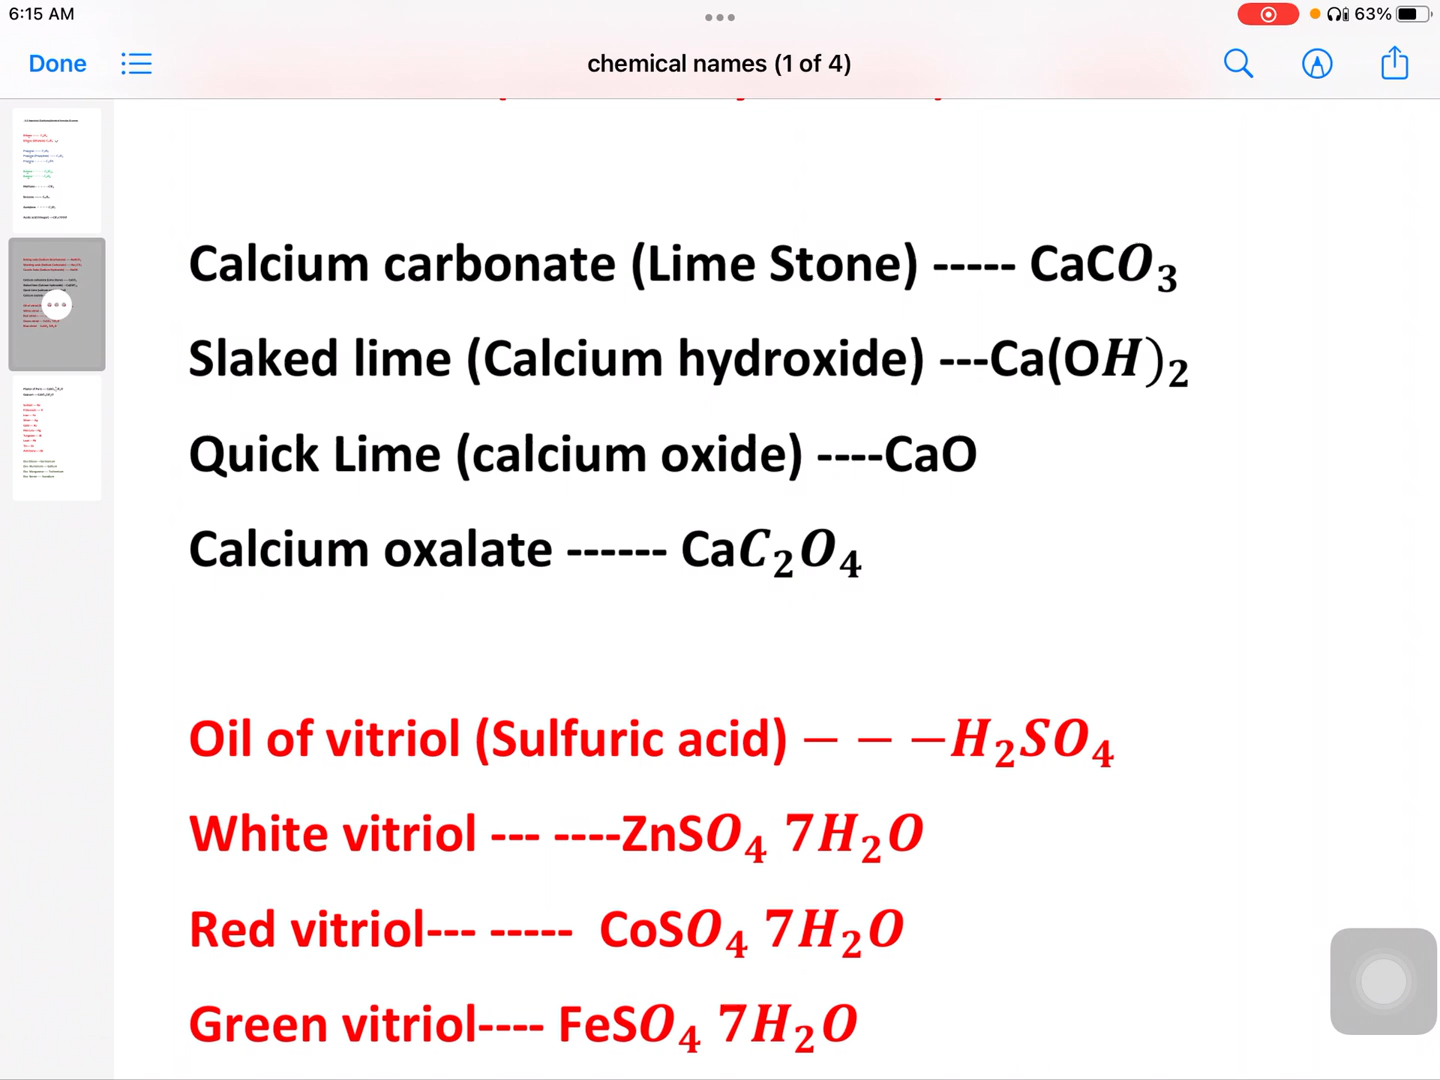 6:15 AM
63%
Done
chemical names (1 of 4)
Calcium carbonate (Lime Stone) ----- CaCO₃
Slaked lime (Calcium hydroxide) ---Ca(OH)₂
Quick Lime (calcium oxide) ----CaO
Calcium oxalate ------ CaC₂O₄
Oil of vitriol (Sulfuric acid) − − −H₂SO₄
White vitriol --- ----ZnSO₄ 7H₂O
Red vitriol--- ----- CoSO₄ 7H₂O
Green vitriol---- FeSO₄ 7H₂O